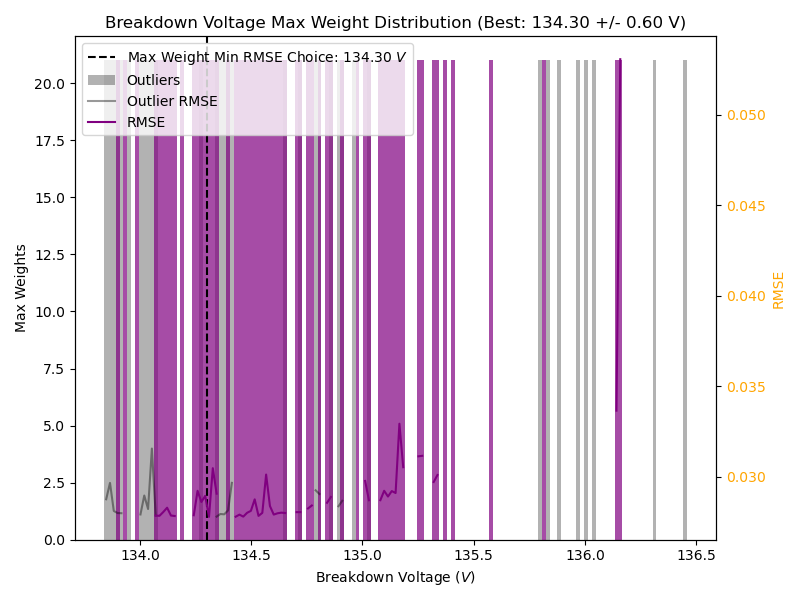 Breakdown Voltage Max Weight Distribution (Best: 134.30 +/- 0.60 V)
Max Weight Min RMSE Choice: 134.30 V
Outliers
Outlier RMSE
RMSE
20.0
17.5
15.0
12.5
10.0
7.5
5.0
2.5
0.0
Max Weights
0.050
0.045
0.040
0.035
0.030
RMSE
134.0 134.5 135.0 135.5 136.0 136.5
Breakdown Voltage (V)